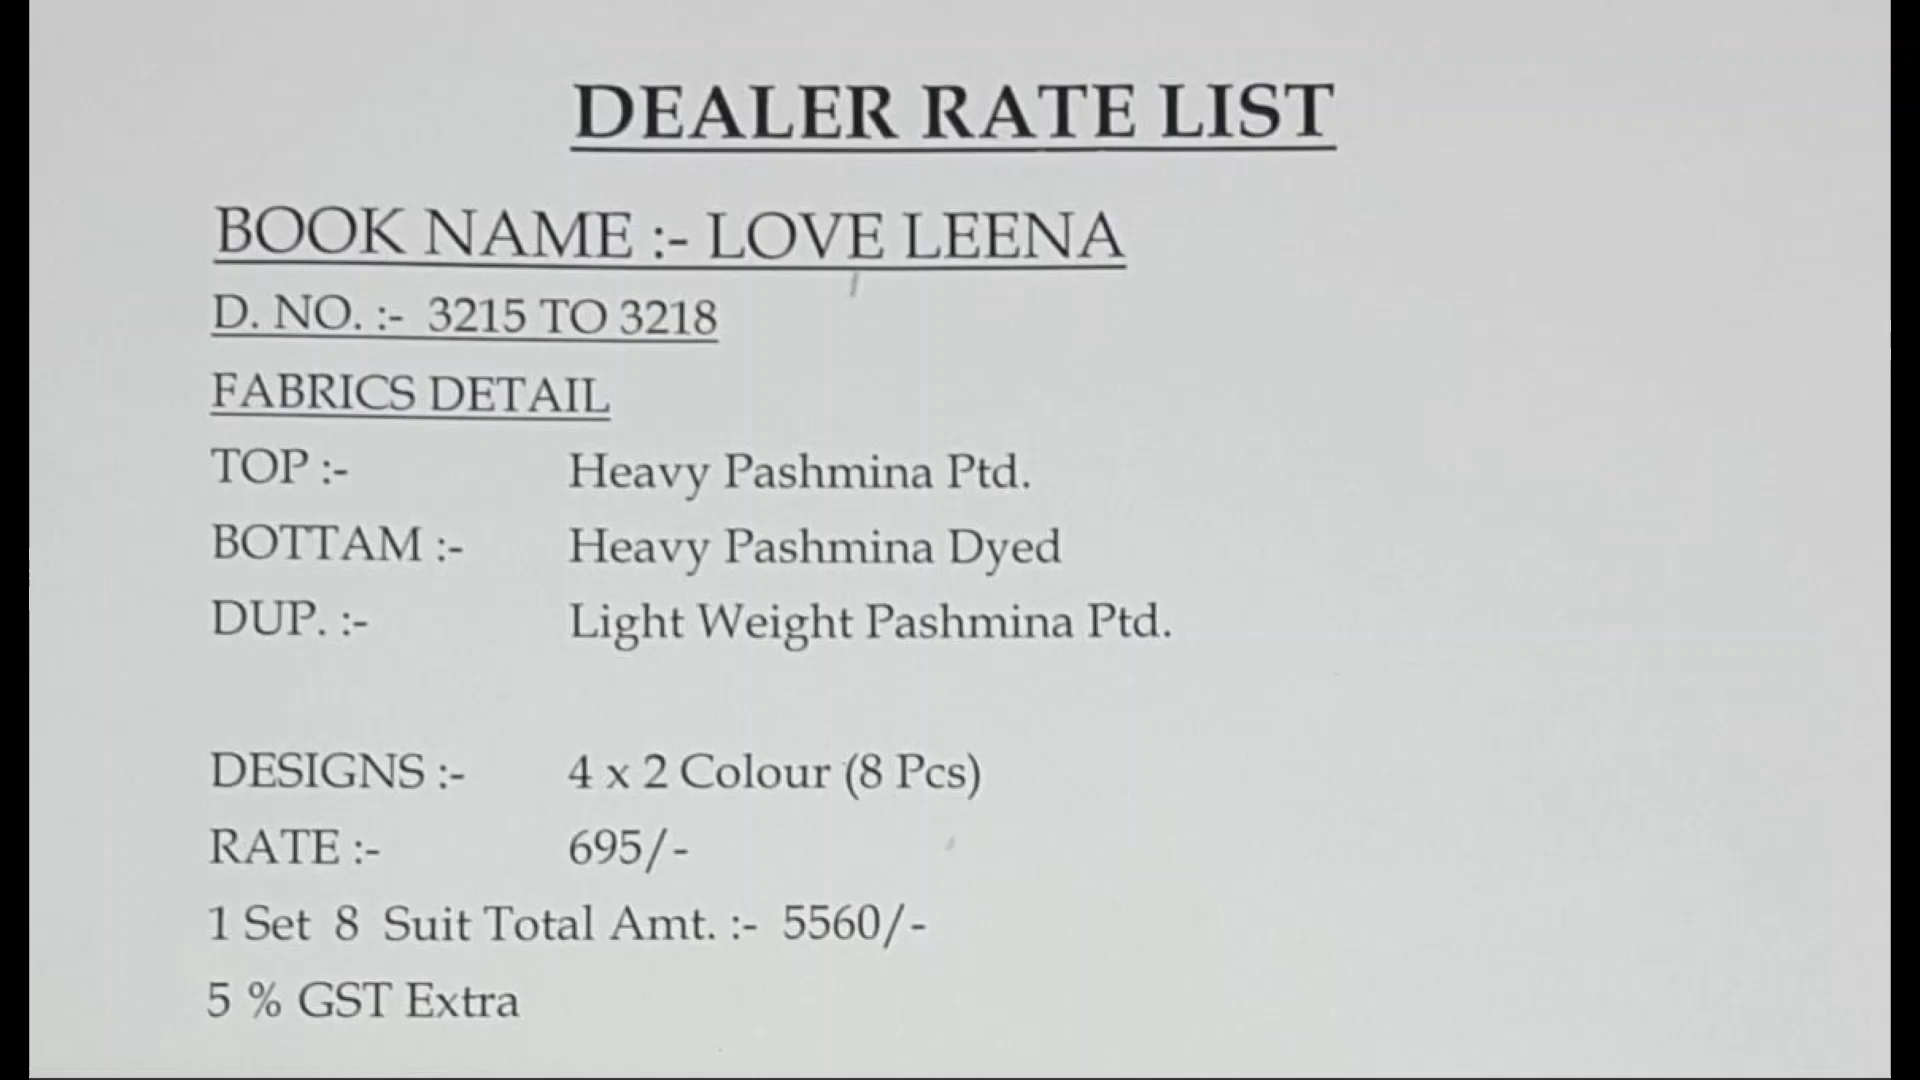 DEALER RATE LIST
BOOK NAME :- LOVE LEENA
D. NO. :- 3215 TO 3218
FABRICS DETAIL
TOP :- Heavy Pashmina Ptd.
BOTTAM :- Heavy Pashmina Dyed
DUP. :- Light Weight Pashmina Ptd.
DESIGNS :- 4 x 2 Colour (8 Pcs)
RATE :- 695/-
1 Set 8 Suit Total Amt. :- 5560/-
5 % GST Extra